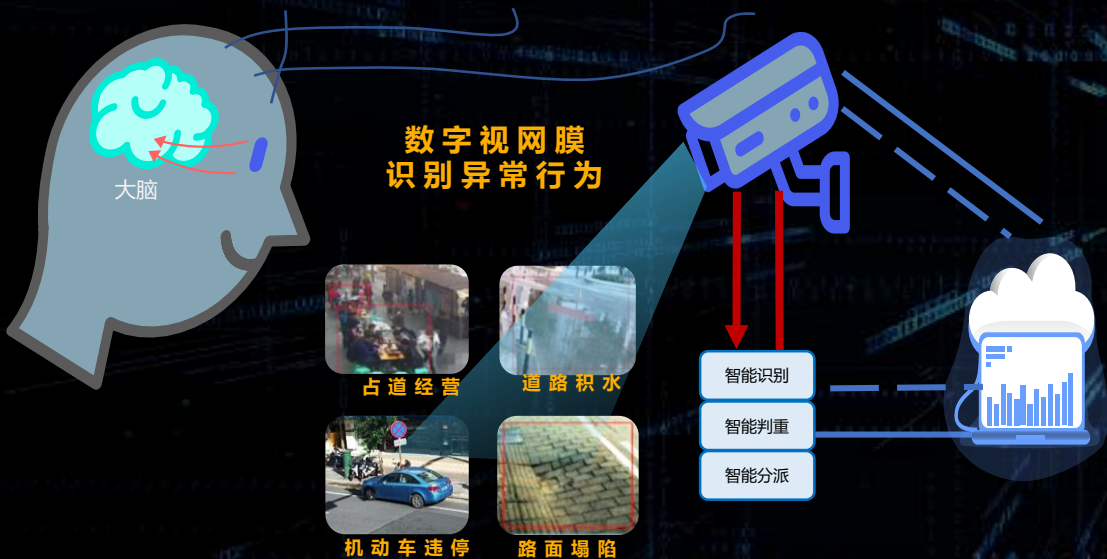 数字视网膜
识别异常行为
大脑
占道经营
道路积水
机动车违停
路面塌陷
智能识别
智能判重
智能分派